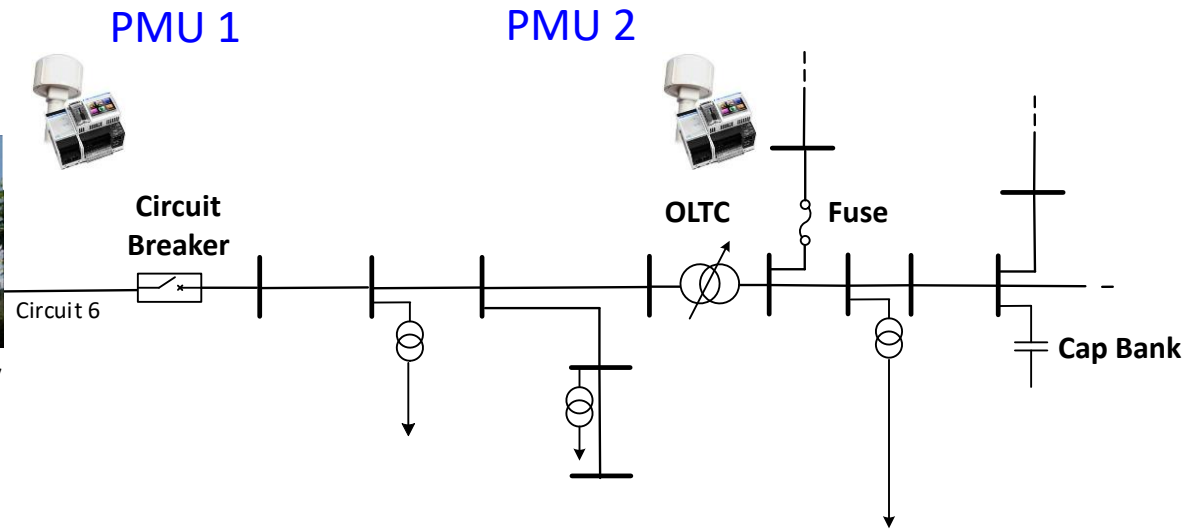 PMU 1
PMU 2
Circuit
Breaker
OLTC
Fuse
Circuit 6
Cap Bank